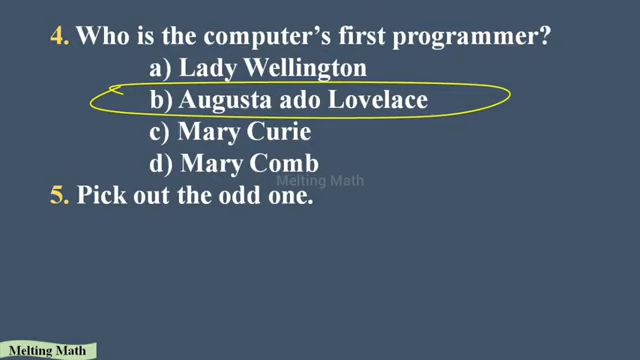 4. Who is the computer's first programmer?
a) Lady Wellington
b) Augusta ado Lovelace
c) Mary Curie
d) Mary Comb
Melting Math
5. Pick out the odd one.
Melting Math